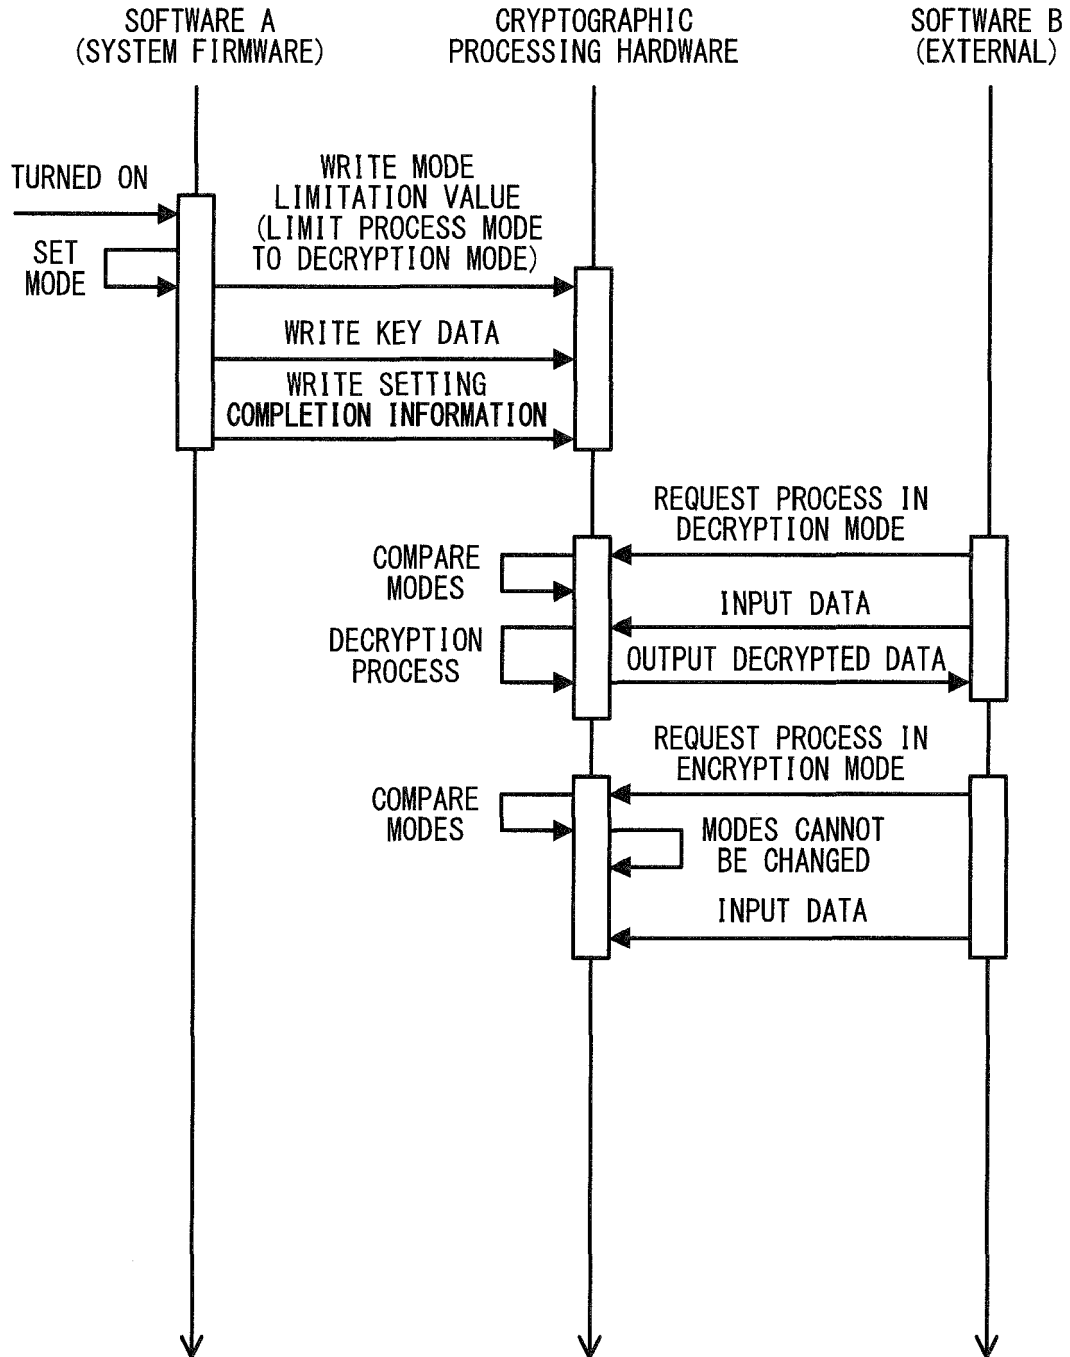 SOFTWARE A
(SYSTEM FIRMWARE)
CRYPTOGRAPHIC
PROCESSING HARDWARE
SOFTWARE B
(EXTERNAL)
TURNED ON
WRITE MODE
LIMITATION VALUE
(LIMIT PROCESS MODE
TO DECRYPTION MODE)
SET
MODE
WRITE KEY DATA
WRITE SETTING
COMPLETION INFORMATION
REQUEST PROCESS IN
DECRYPTION MODE
COMPARE
MODES
INPUT DATA
DECRYPTION
PROCESS
OUTPUT DECRYPTED DATA
REQUEST PROCESS IN
ENCRYPTION MODE
COMPARE
MODES
MODES CANNOT
BE CHANGED
INPUT DATA